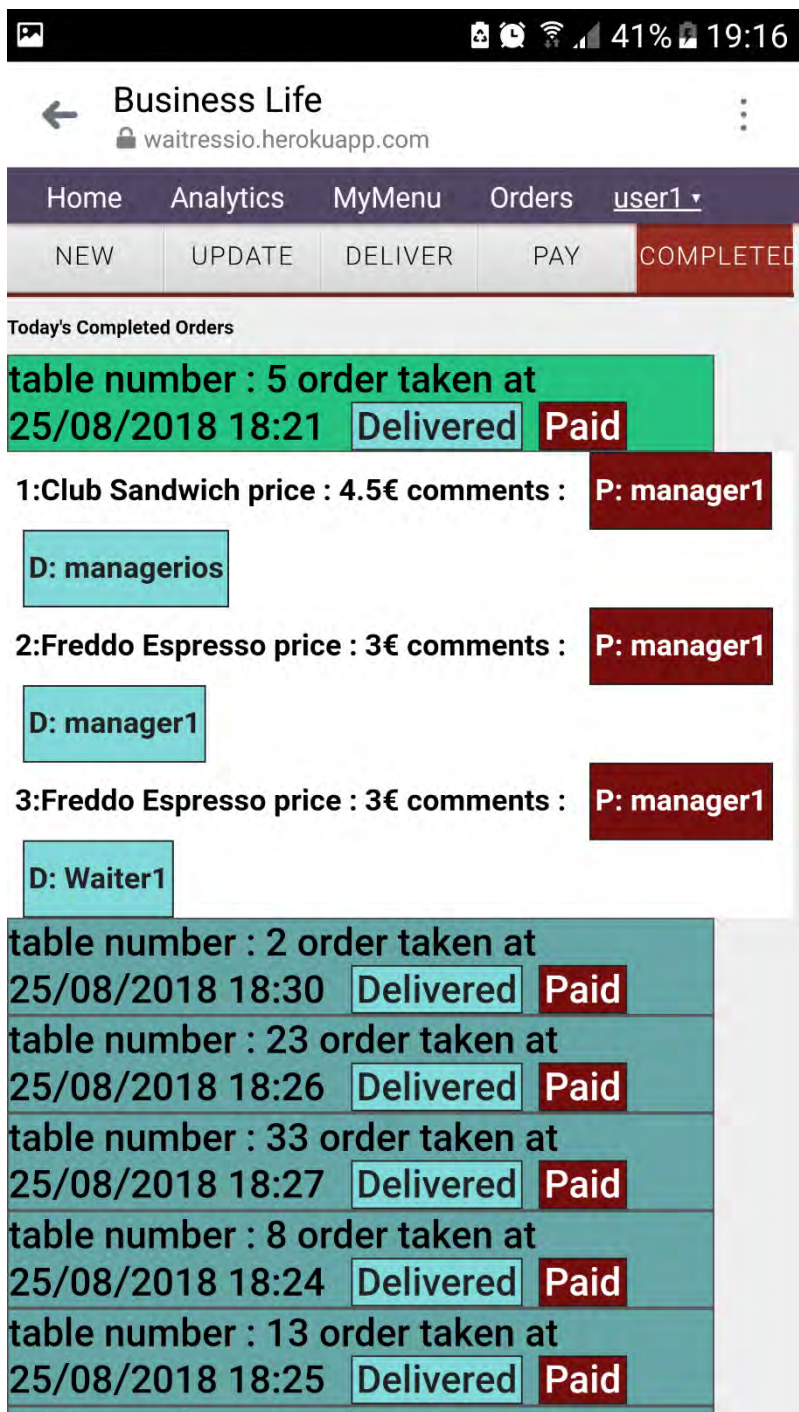 41% 19:16
Business Life
waitressio.herokuapp.com
Home Analytics MyMenu Orders user1
NEW UPDATE DELIVER PAY COMPLETED
Today's Completed Orders
table number : 5 order taken at
25/08/2018 18:21 Delivered Paid
1:Club Sandwich price : 4.5€ comments : P: manager1
D: managerios
2:Freddo Espresso price : 3€ comments : P: manager1
D: manager1
3:Freddo Espresso price : 3€ comments : P: manager1
D: Waiter1
table number : 2 order taken at
25/08/2018 18:30 Delivered Paid
table number : 23 order taken at
25/08/2018 18:26 Delivered Paid
table number : 33 order taken at
25/08/2018 18:27 Delivered Paid
table number : 8 order taken at
25/08/2018 18:24 Delivered Paid
table number : 13 order taken at
25/08/2018 18:25 Delivered Paid